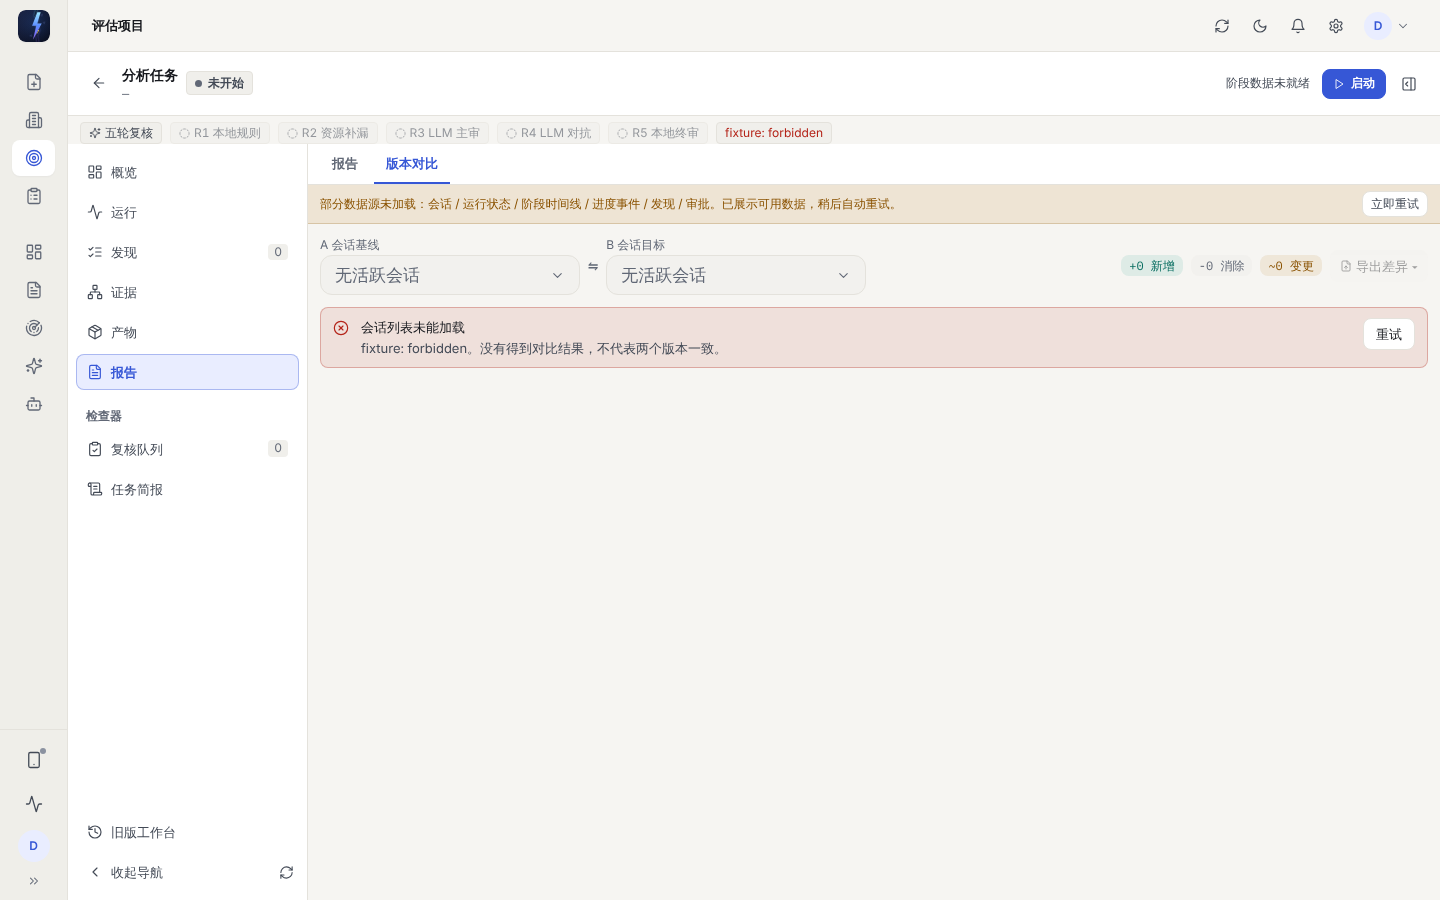 评估项目
D
分析任务
—
未开始
阶段数据未就绪
启动
五轮复核
R1 本地规则
R2 资源补漏
R3 LLM 主审
R4 LLM 对抗
R5 本地终审
fixture: forbidden
概览
运行
发现
0
证据
产物
报告
检查器
复核队列
0
任务简报
旧版工作台
收起导航
D
报告
版本对比
部分数据源未加载：会话 / 运行状态 / 阶段时间线 / 进度事件 / 发现 / 审批。已展示可用数据，稍后自动重试。
立即重试
A 会话基线
无活跃会话
⇋
B 会话目标
无活跃会话
+0 新增
-0 消除
~0 变更
导出差异
会话列表未能加载
fixture: forbidden。没有得到对比结果，不代表两个版本一致。
重试